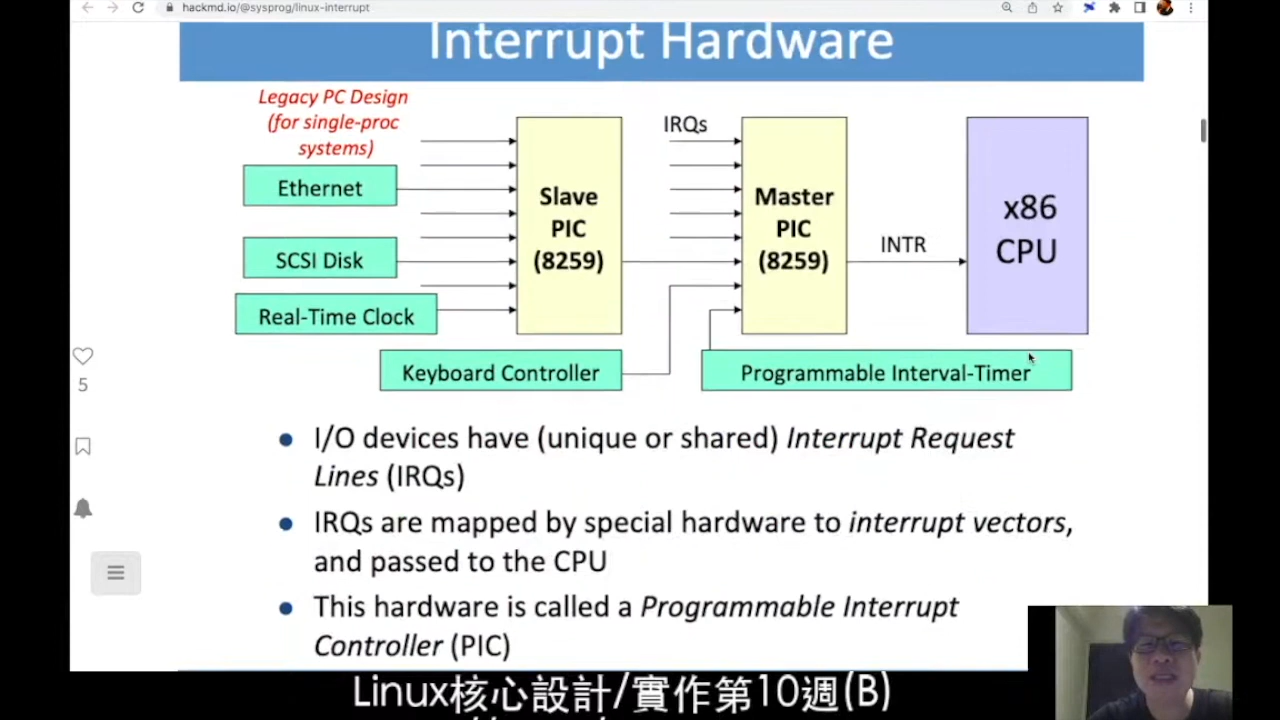 hackmd.io/@sysprog/linux-interrupt
Interrupt Hardware
Legacy PC Design
(for single-proc
systems)
IRQs
Ethernet
SCSI Disk
Real-Time Clock
Slave
PIC
(8259)
Master
PIC
(8259)
INTR
x86
CPU
Keyboard Controller
Programmable Interval-Timer
5
● I/O devices have (unique or shared) Interrupt Request
Lines (IRQs)
● IRQs are mapped by special hardware to interrupt vectors,
and passed to the CPU
● This hardware is called a Programmable Interrupt
Controller (PIC)
Linux核心設計/實作第10週(B)